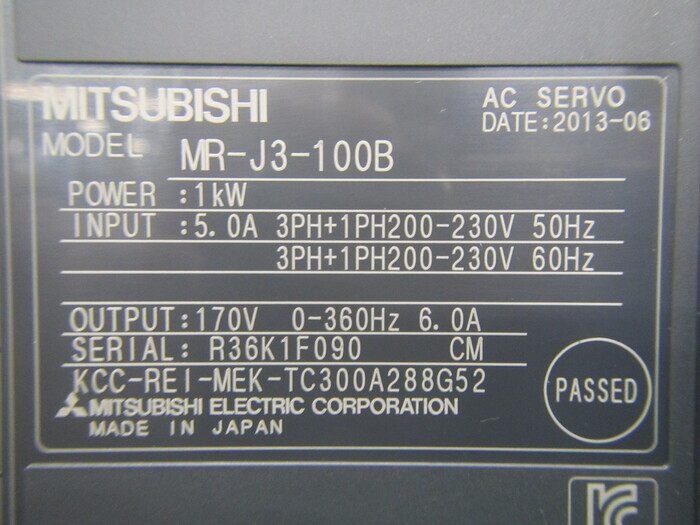 MITSUBISHI
AC SERVO
DATE:2013-06
MODEL MR-J3-100B
POWER :1kW
INPUT :5.0A 3PH+1PH200-230V 50Hz
3PH+1PH200-230V 60Hz
OUTPUT:170V 0-360Hz 6.0A
SERIAL: R36K1F090 CM
KCC-REI-MEK-TC300A288G52
MITSUBISHI ELECTRIC CORPORATION
MADE IN JAPAN
PASSED